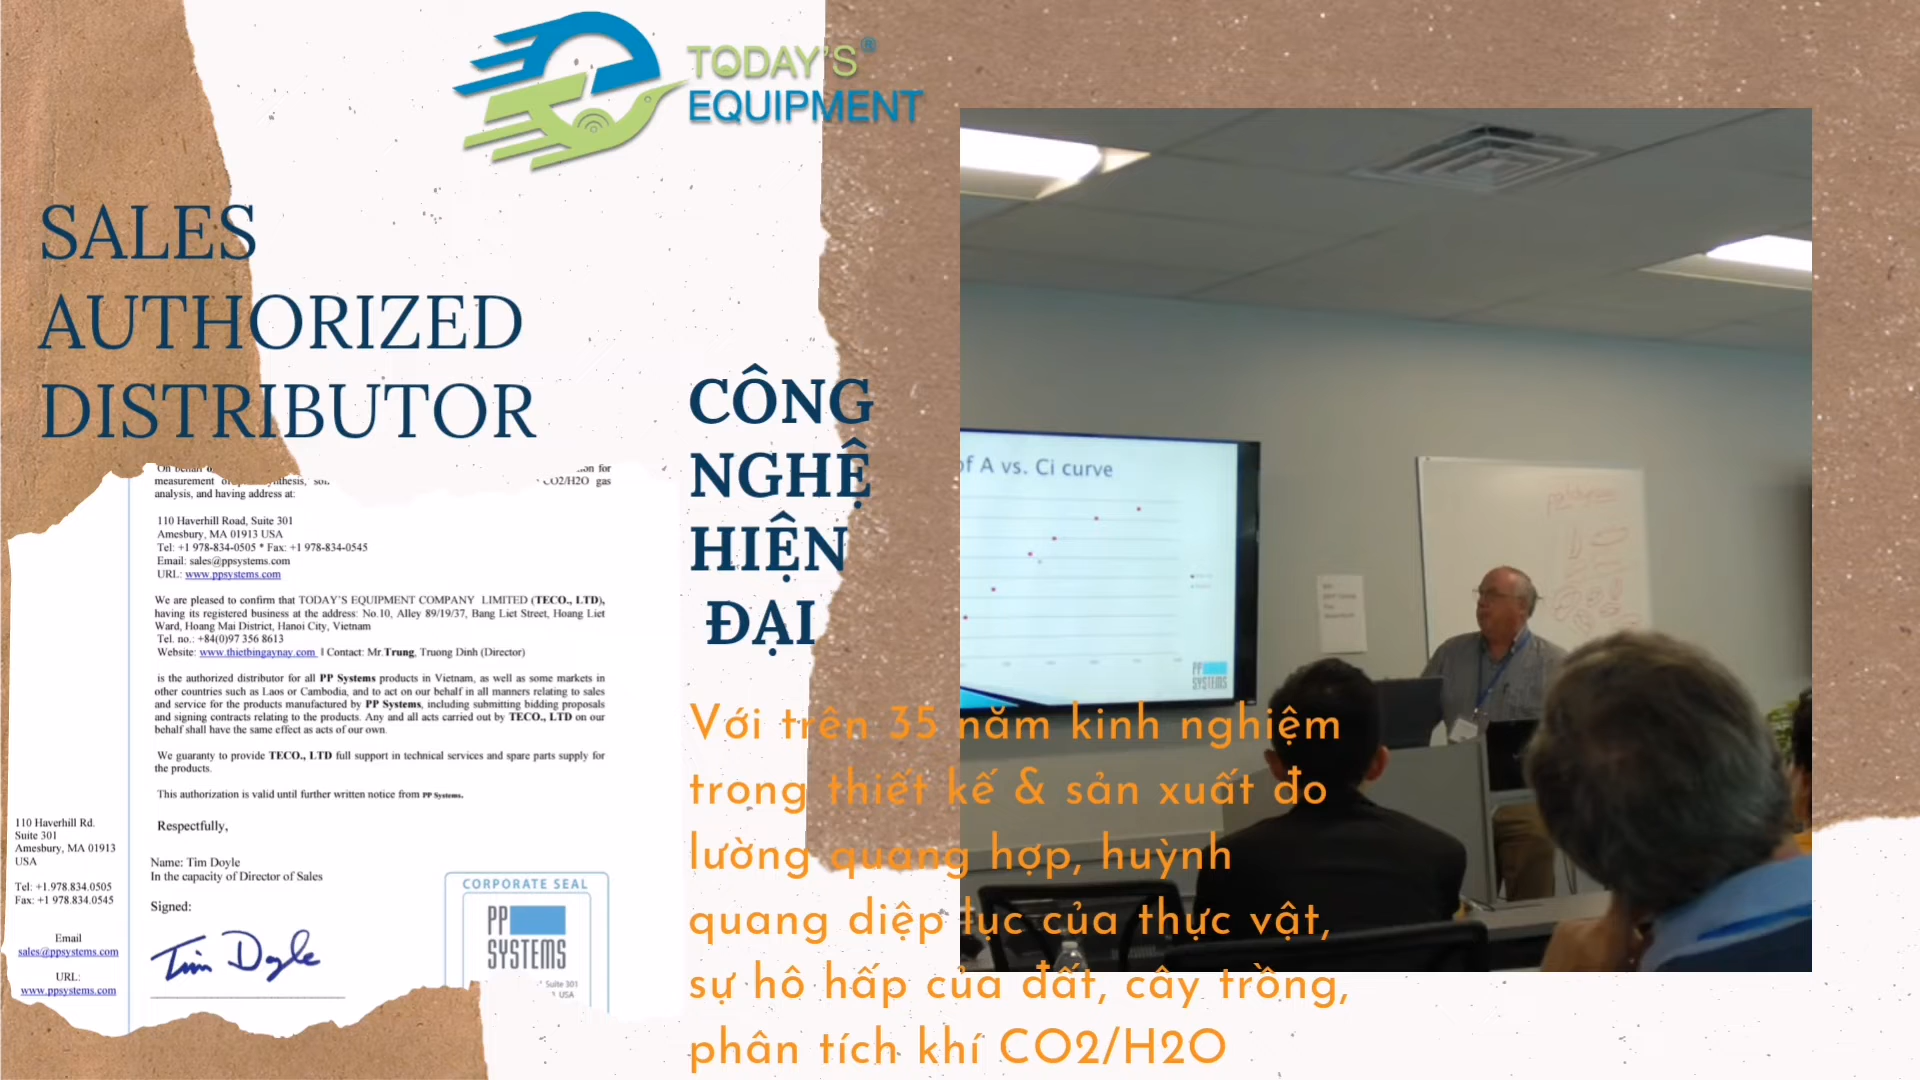 TODAY'S®
EQUIPMENT
SALES
AUTHORIZED
DISTRIBUTOR
On behalf
for
measurement
CO2/H2O gas
analysis, and having address at:
110 Haverhill Road, Suite 301
Amesbury, MA 01913 USA
Tel: +1 978-834-0505 * Fax: +1 978-834-0545
Email: sales@ppsystems.com
URL: www.ppsystems.com
We are pleased to confirm that TODAY'S EQUIPMENT COMPANY LIMITED (TECO., LTD),
having its registered business at the address: No.10, Alley 89/19/37, Bang Liet Street, Hoang Liet
Ward, Hoang Mai District, Hanoi City, Vietnam
Tel. no.: +84(0)97 356 8613
Website: www.thietbingaynay.com | Contact: Mr.Trung, Truong Dinh (Director)
is the authorized distributor for all PP Systems products in Vietnam, as well as some markets in
other countries such as Laos or Cambodia, and to act on our behalf in all manners relating to sales
and service for the products manufactured by PP Systems, including submitting bidding proposals
and signing contracts relating to the products. Any and all acts carried out by TECO., LTD on our
behalf shall have the same effect as acts of our own.
We guaranty to provide TECO., LTD full support in technical services and spare parts supply for
the products.
This authorization is valid until further written notice from PP Systems.
Respectfully,
Name: Tim Doyle
In the capacity of Director of Sales
Signed:
Tim Doyle
110 Haverhill Rd.
Suite 301
Amesbury, MA 01913
USA
Tel: +1.978.834.0505
Fax: +1 978.834.0545
Email
sales@ppsystems.com
URL:
www.ppsystems.com
CORPORATE SEAL
PP
SYSTEMS
Suite 301
USA
CÔNG
NGHỆ
HIỆN
ĐẠI
of A vs. Ci curve
PP
SYSTEMS
Với trên 35 năm kinh nghiệm
trong thiết kế & sản xuất đo
lường quang hợp, huỳnh
quang diệp lục của thực vật,
sự hô hấp của đất, cây trồng,
phân tích khí CO2/H2O